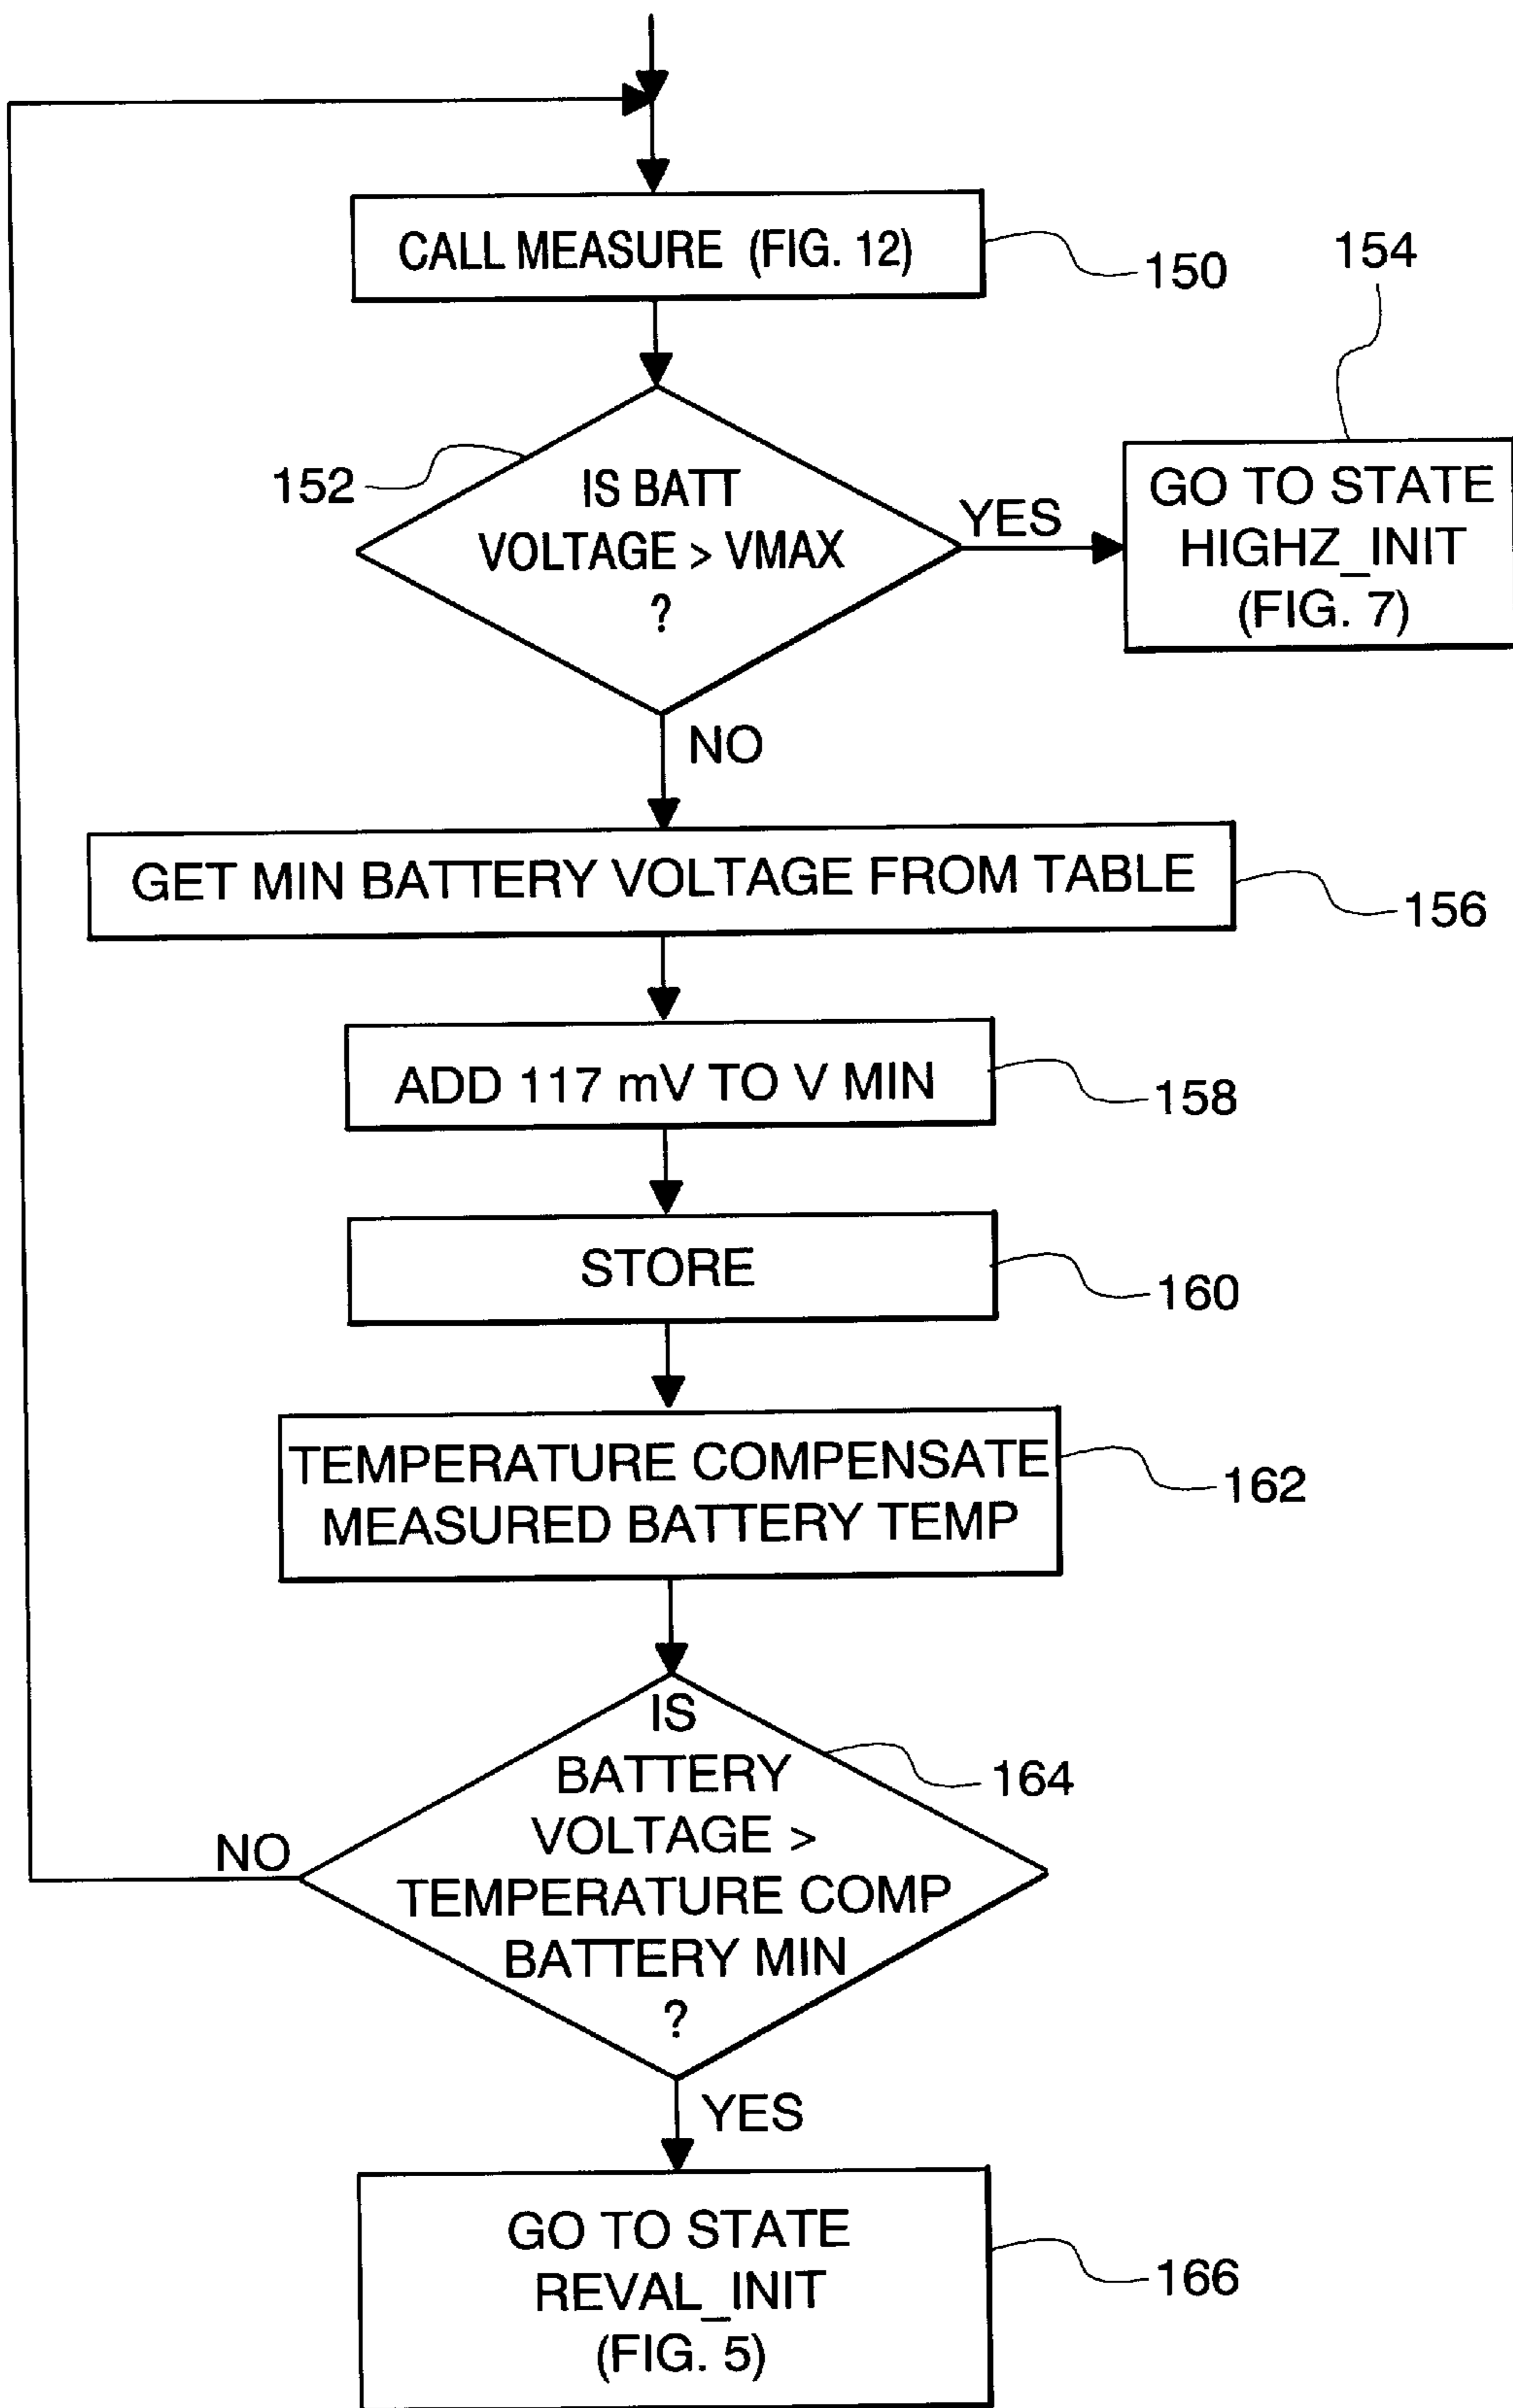 CALL MEASURE (FIG. 12)
150
154
152
IS BATT
VOLTAGE > VMAX
?
YES
GO TO STATE
HIGHZ_INIT
(FIG. 7)
NO
GET MIN BATTERY VOLTAGE FROM TABLE
156
ADD 117 mV TO V MIN
158
STORE
160
TEMPERATURE COMPENSATE
MEASURED BATTERY TEMP
162
IS
BATTERY
VOLTAGE >
TEMPERATURE COMP
BATTERY MIN
?
164
NO
YES
GO TO STATE
REVAL_INIT
(FIG. 5)
166